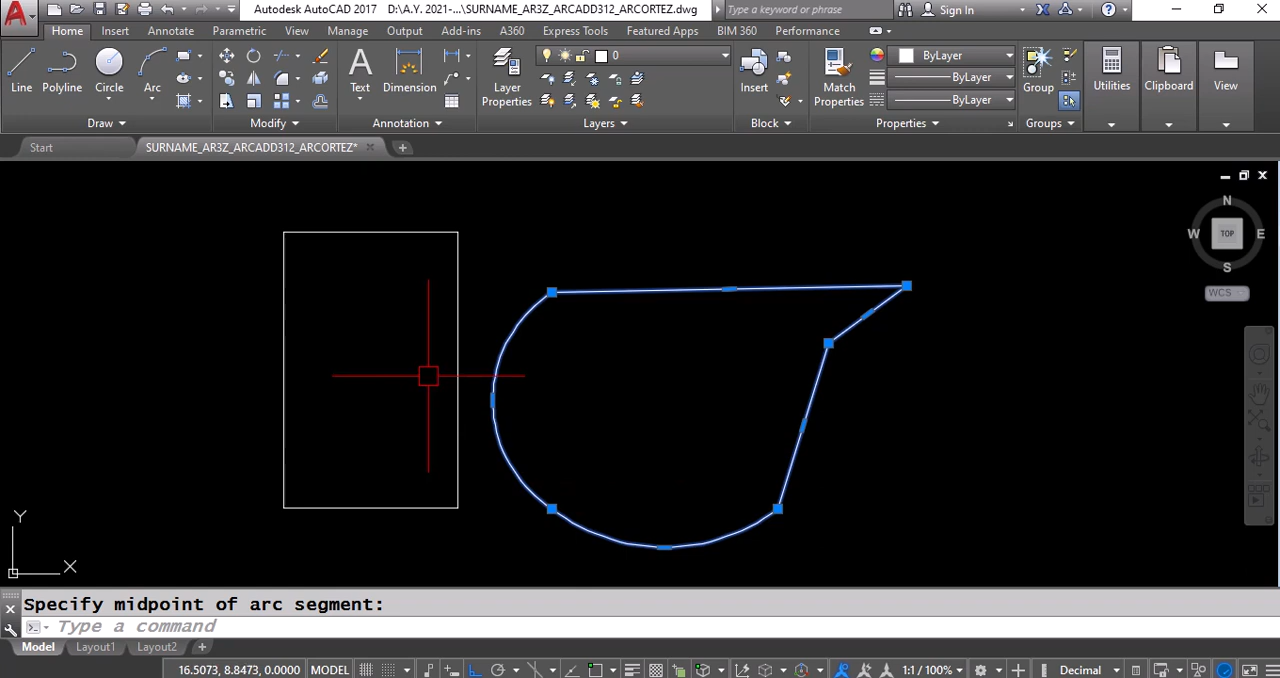 Autodesk AutoCAD 2017 D:\A.Y. 2021-...\SURNAME_AR3Z_ARCADD312_ARCORTEZ.dwg
Type a keyword or phrase
Sign In
Home Insert Annotate Parametric View Manage Output Add-ins A360 Express Tools Featured Apps BIM 360 Performance
0
ByLayer
ByLayer
ByLayer
Line Polyline Circle Arc
Text Dimension
Layer Properties
Insert
Match Properties
Group
Utilities
Clipboard
View
Draw Modify Annotation Layers Block Properties Groups
Start SURNAME_AR3Z_ARCADD312_ARCORTEZ*
N
W TOP E
S
WCS
Y
X
Specify midpoint of arc segment:
Type a command
Model Layout1 Layout2
16.5073, 8.8473, 0.0000 MODEL 1:1 / 100% Decimal